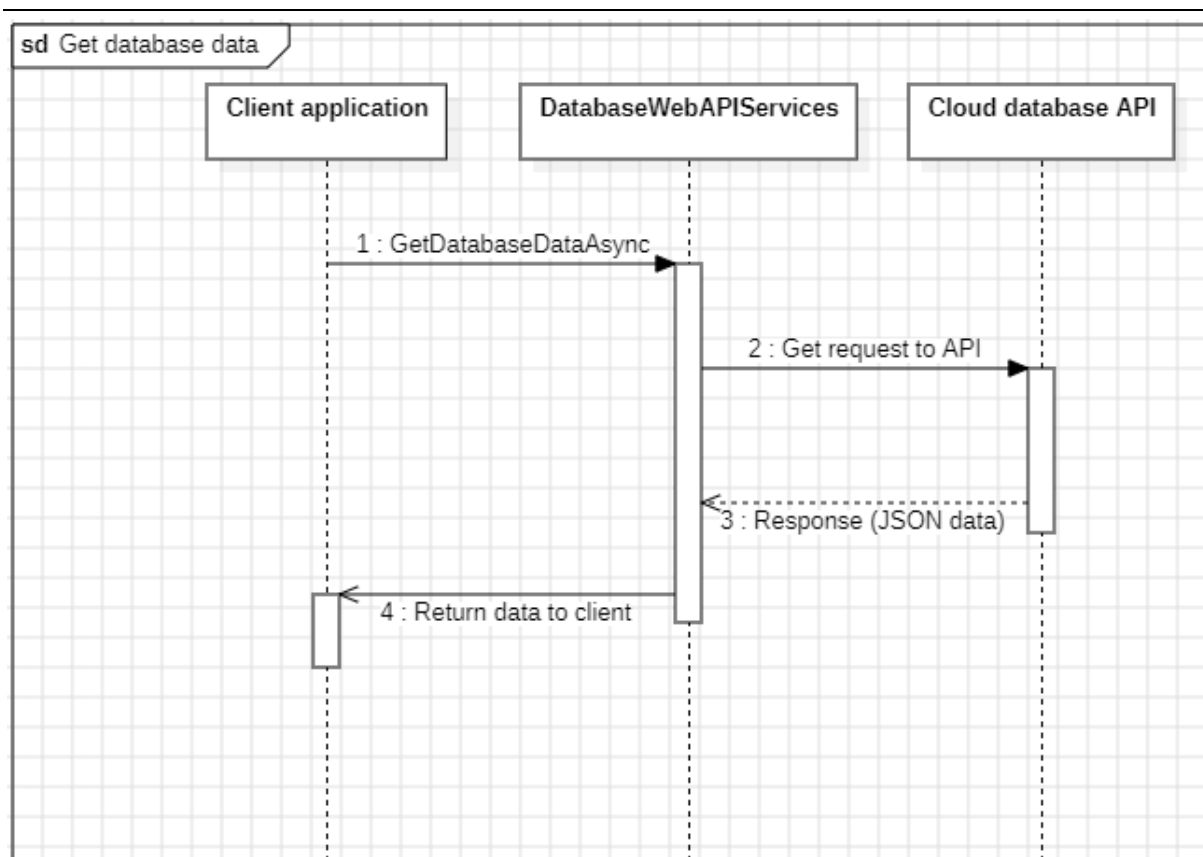 sd Get database data
Client application
DatabaseWebAPIServices
Cloud database API
1 : GetDatabaseDataAsync
2 : Get request to API
3 : Response (JSON data)
4 : Return data to client